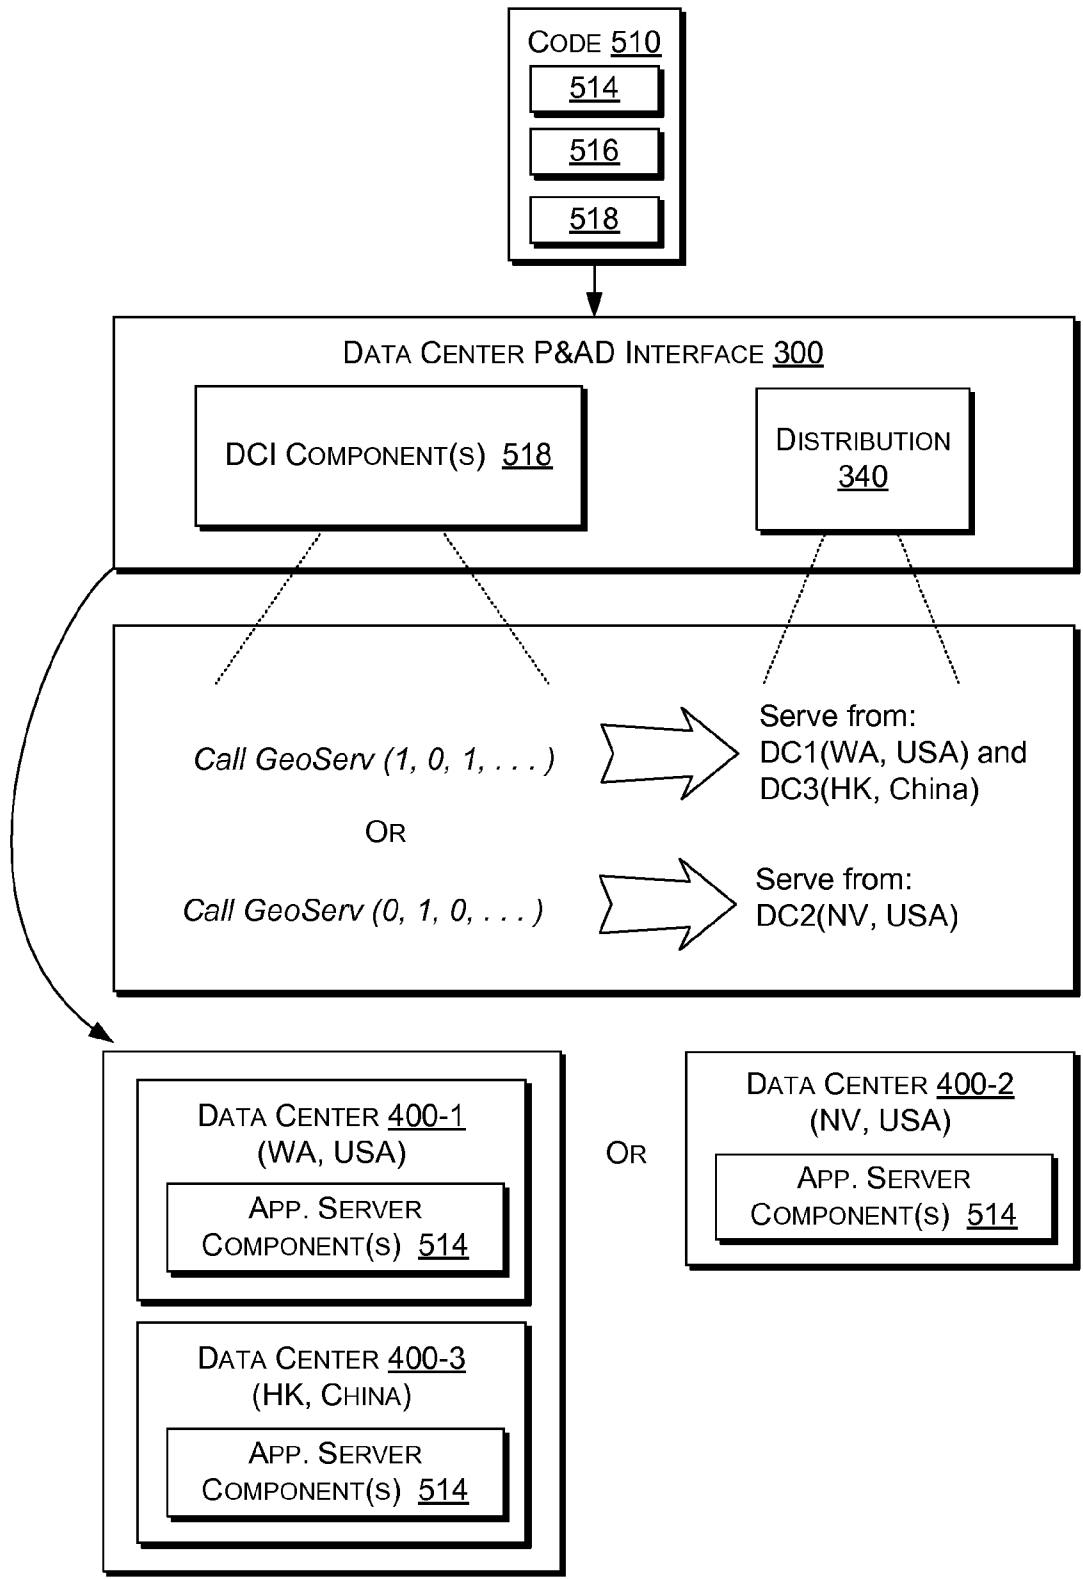 CODE 510
514
516
518
DATA CENTER P&AD INTERFACE 300
DCI COMPONENT(S) 518
DISTRIBUTION
340
Call GeoServ (1, 0, 1, . . . )
Serve from:
DC1(WA, USA) and
DC3(HK, China)
OR
Call GeoServ (0, 1, 0, . . . )
Serve from:
DC2(NV, USA)
DATA CENTER 400-1
(WA, USA)
APP. SERVER
COMPONENT(S) 514
DATA CENTER 400-3
(HK, CHINA)
APP. SERVER
COMPONENT(S) 514
OR
DATA CENTER 400-2
(NV, USA)
APP. SERVER
COMPONENT(S) 514